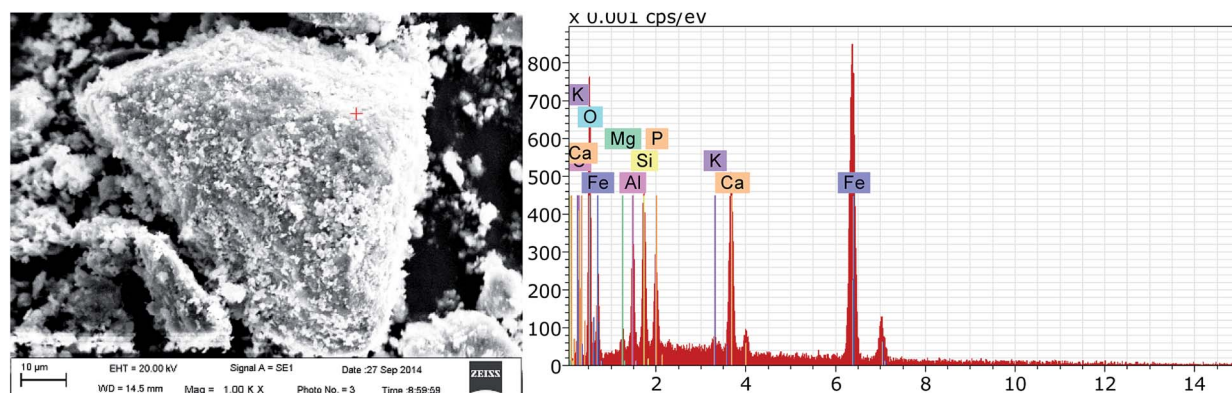 10 µm
EHT = 20.00 kV
Signal A = SE1
Date :27 Sep 2014
WD = 14.5 mm
Mag = 1.00 K X
Photo No. = 3
Time :8:59:59
ZEISS
x 0.001 cps/eV
800
700
600
500
400
300
200
100
0
K
O
Ca
Fe
Mg
Al
Si
P
K
Ca
Fe
2
4
6
8
10
12
14